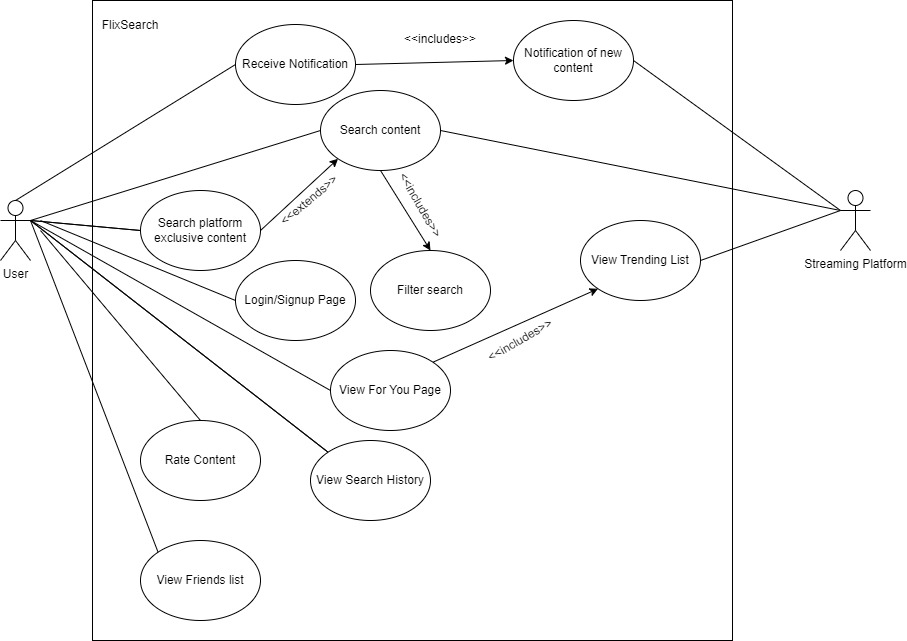 FlixSearch
<<includes>>
Receive Notification
Notification of new
content
Search content
<<extends>>
<<includes>>
Search platform
exclusive content
User
Streaming Platform
View Trending List
Login/Signup Page
Filter search
<<includes>>
View For You Page
Rate Content
View Search History
View Friends list